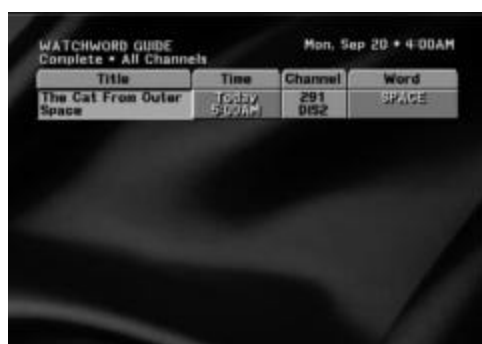 WATCHWORD GUIDE
Mon, Sep 20 • 4:00AM
Complete • All Channels
Title Time Channel Word
The Cat From Outer Space
Today 5:00AM
291 DIS2
SPACE